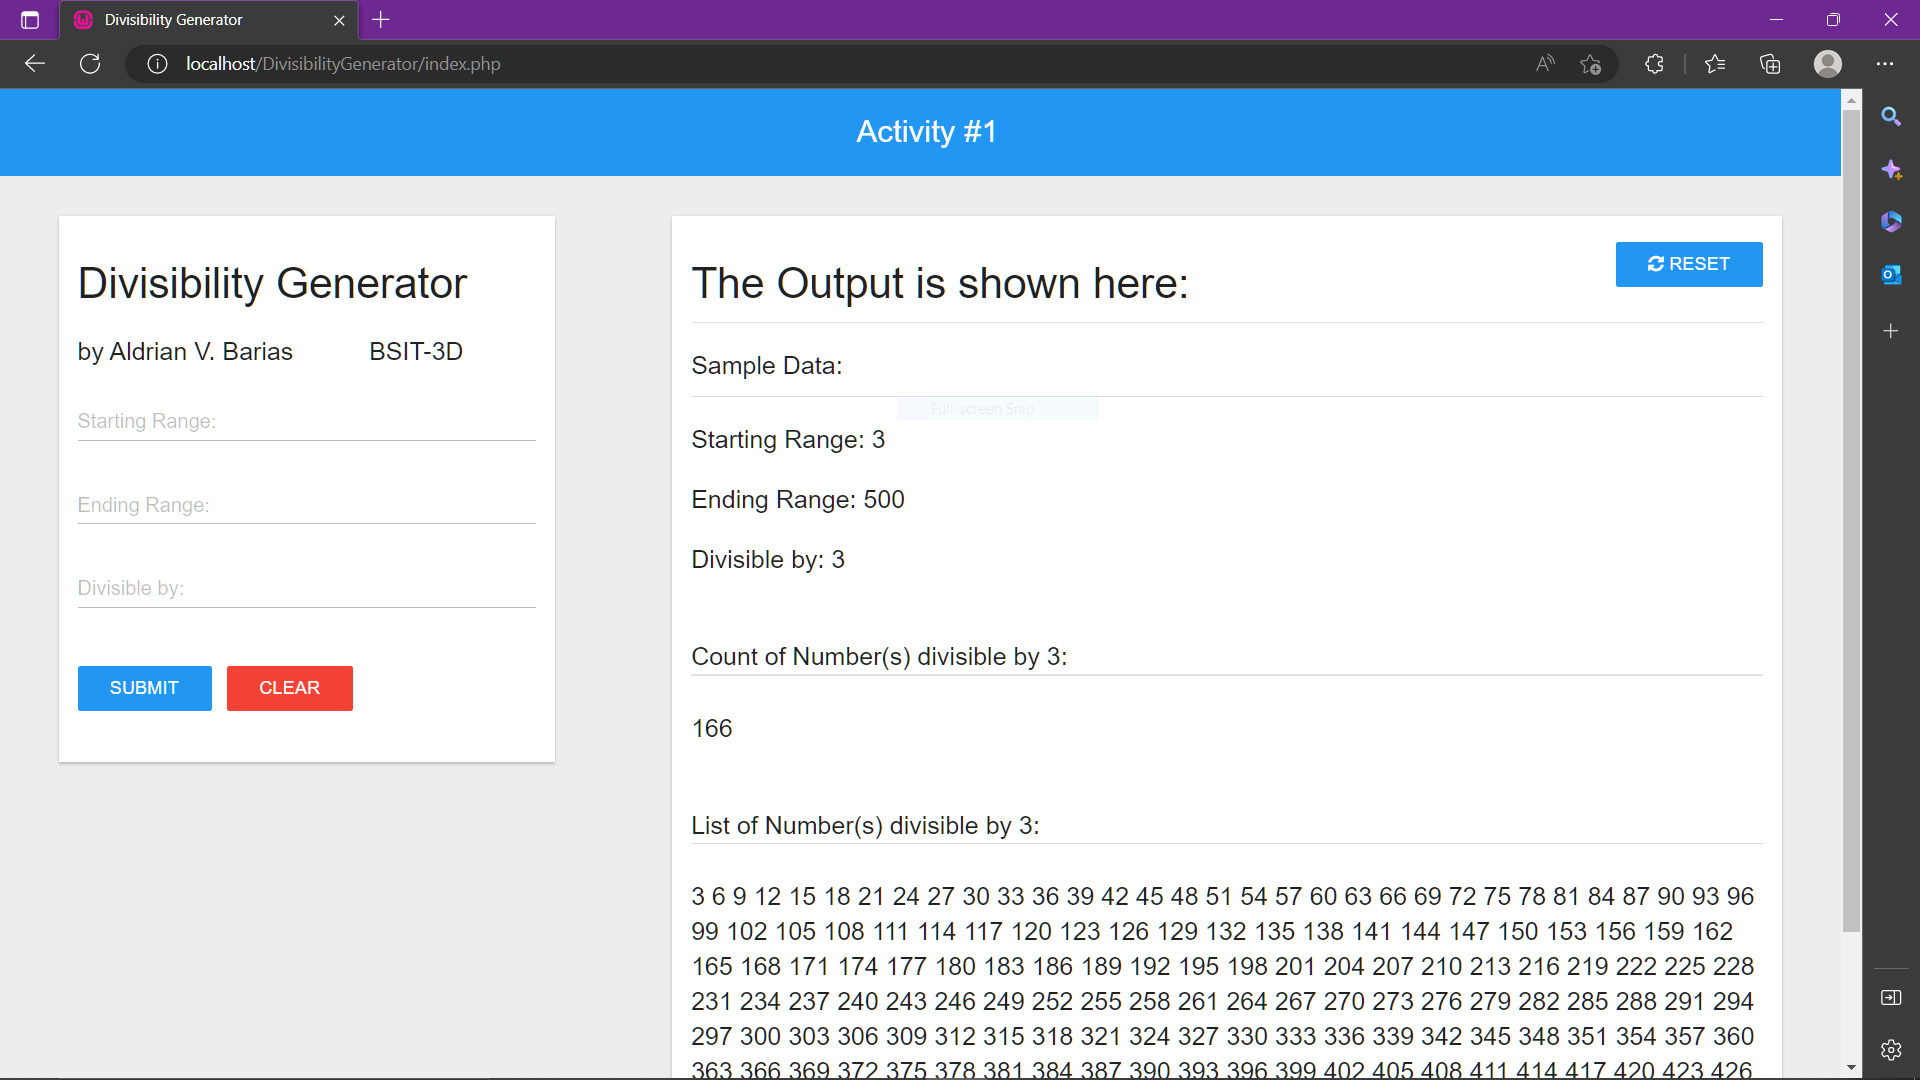 Divisibility Generator
localhost/DivisibilityGenerator/index.php
Activity #1
Divisibility Generator
by Aldrian V. Barias BSIT-3D
Starting Range:
Ending Range:
Divisible by:
SUBMIT CLEAR
The Output is shown here:
RESET
Sample Data:
Full-screen Snip
Starting Range: 3
Ending Range: 500
Divisible by: 3
Count of Number(s) divisible by 3:
166
List of Number(s) divisible by 3:
3 6 9 12 15 18 21 24 27 30 33 36 39 42 45 48 51 54 57 60 63 66 69 72 75 78 81 84 87 90 93 96
99 102 105 108 111 114 117 120 123 126 129 132 135 138 141 144 147 150 153 156 159 162
165 168 171 174 177 180 183 186 189 192 195 198 201 204 207 210 213 216 219 222 225 228
231 234 237 240 243 246 249 252 255 258 261 264 267 270 273 276 279 282 285 288 291 294
297 300 303 306 309 312 315 318 321 324 327 330 333 336 339 342 345 348 351 354 357 360
363 366 369 372 375 378 381 384 387 390 393 396 399 402 405 408 411 414 417 420 423 426